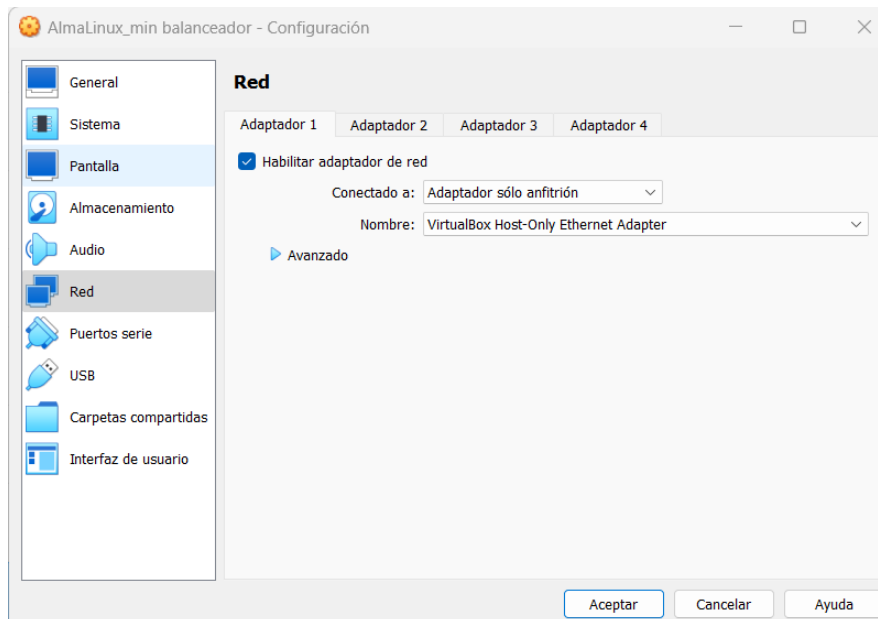 AlmaLinux_min balanceador - Configuración
General
Sistema
Pantalla
Almacenamiento
Audio
Red
Puertos serie
USB
Carpetas compartidas
Interfaz de usuario
Red
Adaptador 1 Adaptador 2 Adaptador 3 Adaptador 4
Habilitar adaptador de red
Conectado a: Adaptador sólo anfitrión
Nombre: VirtualBox Host-Only Ethernet Adapter
Avanzado
Aceptar Cancelar Ayuda